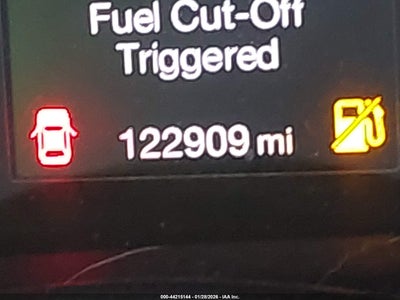 Fuel Cut-Off
Triggered
122909 mi
000-44215144 - 01/28/2026 - IAA Inc.